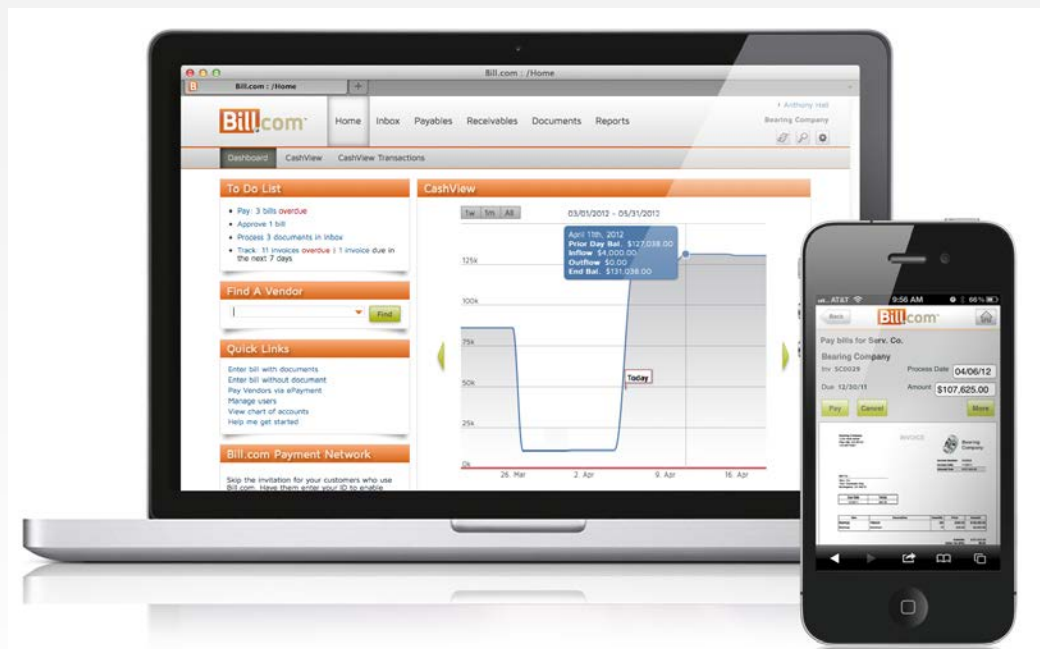 Bill.com : /Home
Bill.com : /Home
Bill.com
Home Inbox Payables Receivables Documents Reports
Anthony Hall
Bearing Company
Dashboard CashView CashView Transactions
To Do List
Pay: 3 bills overdue
Approve 1 bill
Process 3 documents in inbox
Track: 11 invoices overdue | 1 invoice due in
the next 7 days
Find A Vendor
Find
Quick Links
Enter bill with documents
Enter bill without document
Pay Vendors via ePayment
Manage users
View chart of accounts
Help me get started
Bill.com Payment Network
Skip the invitation for your customers who use
Bill.com. Have them enter your ID to enable
CashView
1w 1m All
03/01/2012 - 05/31/2012
April 11th, 2012
Prior Day Bal. $127,038.00
Inflow $4,000.00
Outflow $0.00
End Bal. $131,038.00
125k
100k
75k
50k
25k
0k
Today
26. Mar 2. Apr 9. Apr 16. Apr
AT&T 9:56 AM 66%
Back Bill.com
Pay bills for Serv. Co.
Bearing Company
Inv SC0029 Process Date 04/06/12
Due 12/20/11 Amount $107,625.00
Pay Cancel More
INVOICE
Bearing
Company